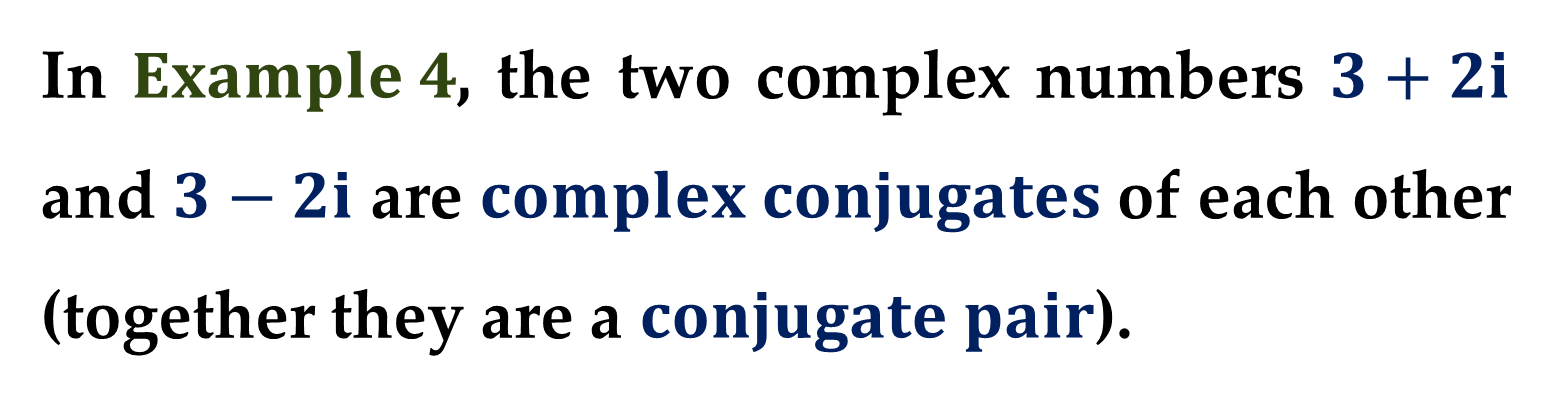 In Example 4, the two complex numbers 3 + 2i
and 3 − 2i are complex conjugates of each other
(together they are a conjugate pair).